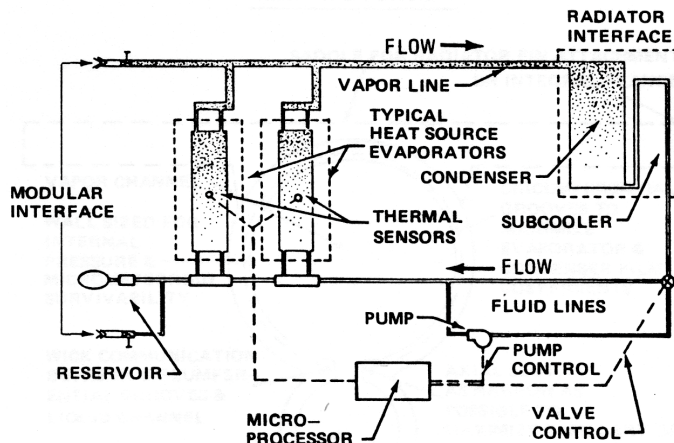 RADIATOR
INTERFACE
FLOW
VAPOR LINE
TYPICAL
HEAT SOURCE
EVAPORATORS
CONDENSER
MODULAR
INTERFACE
THERMAL
SENSORS
SUBCOOLER
FLOW
FLUID LINES
PUMP
RESERVOIR
PUMP
CONTROL
MICRO-
PROCESSOR
VALVE
CONTROL